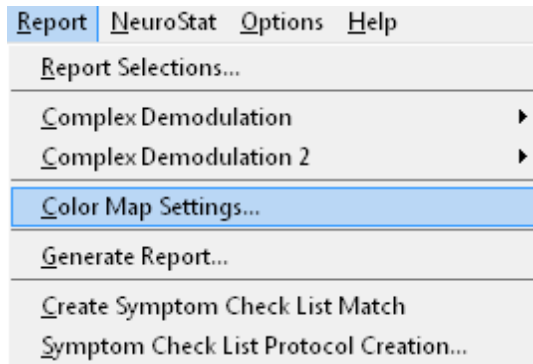 Report NeuroStat Options Help
Report Selections...
Complex Demodulation
Complex Demodulation 2
Color Map Settings...
Generate Report...
Create Symptom Check List Match
Symptom Check List Protocol Creation...